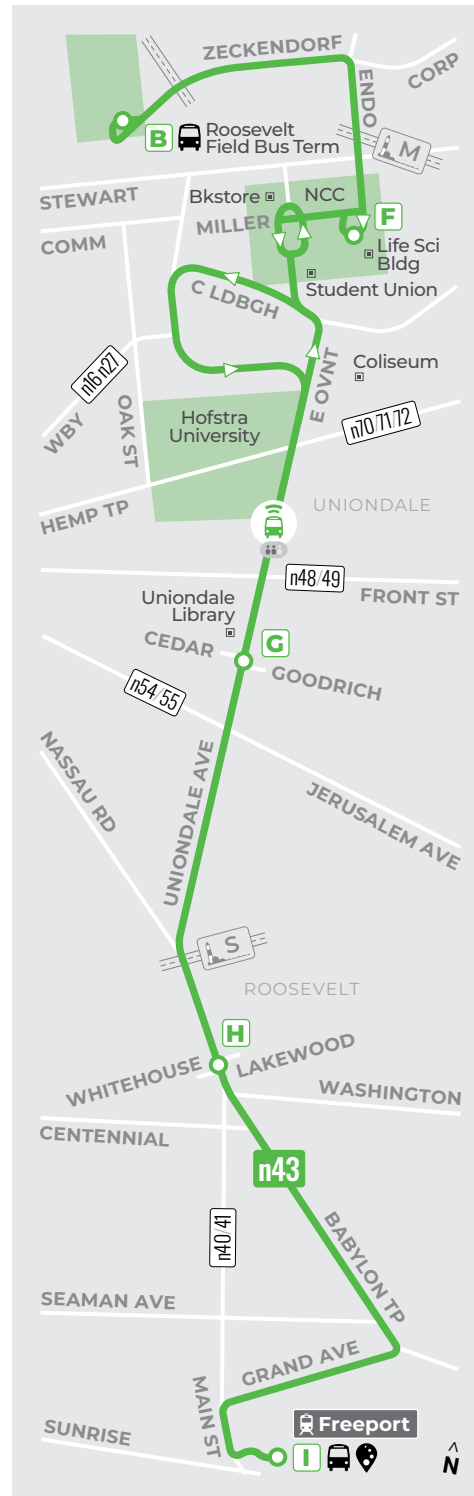 ZECKENDORF
ENDO
CORP
B
Roosevelt
Field Bus Term
M
STEWART
Bkstore
NCC
MILLER
F
COMM
Life Sci
Bldg
Student Union
C LDBGH
E OVNT
Coliseum
n16 n27
WBY
OAK ST
Hofstra
University
n70/71/72
HEMP TP
UNIONDALE
n48/49
FRONT ST
Uniondale
Library
CEDAR
G
GOODRICH
n54/55
NASSAU RD
UNIONDALE AVE
JERUSALEM AVE
S
ROOSEVELT
H
WHITEHOUSE
LAKEWOOD
WASHINGTON
CENTENNIAL
n43
n40/41
BABYLON TP
SEAMAN AVE
GRAND AVE
MAIN ST
SUNRISE
Freeport
I
^
N